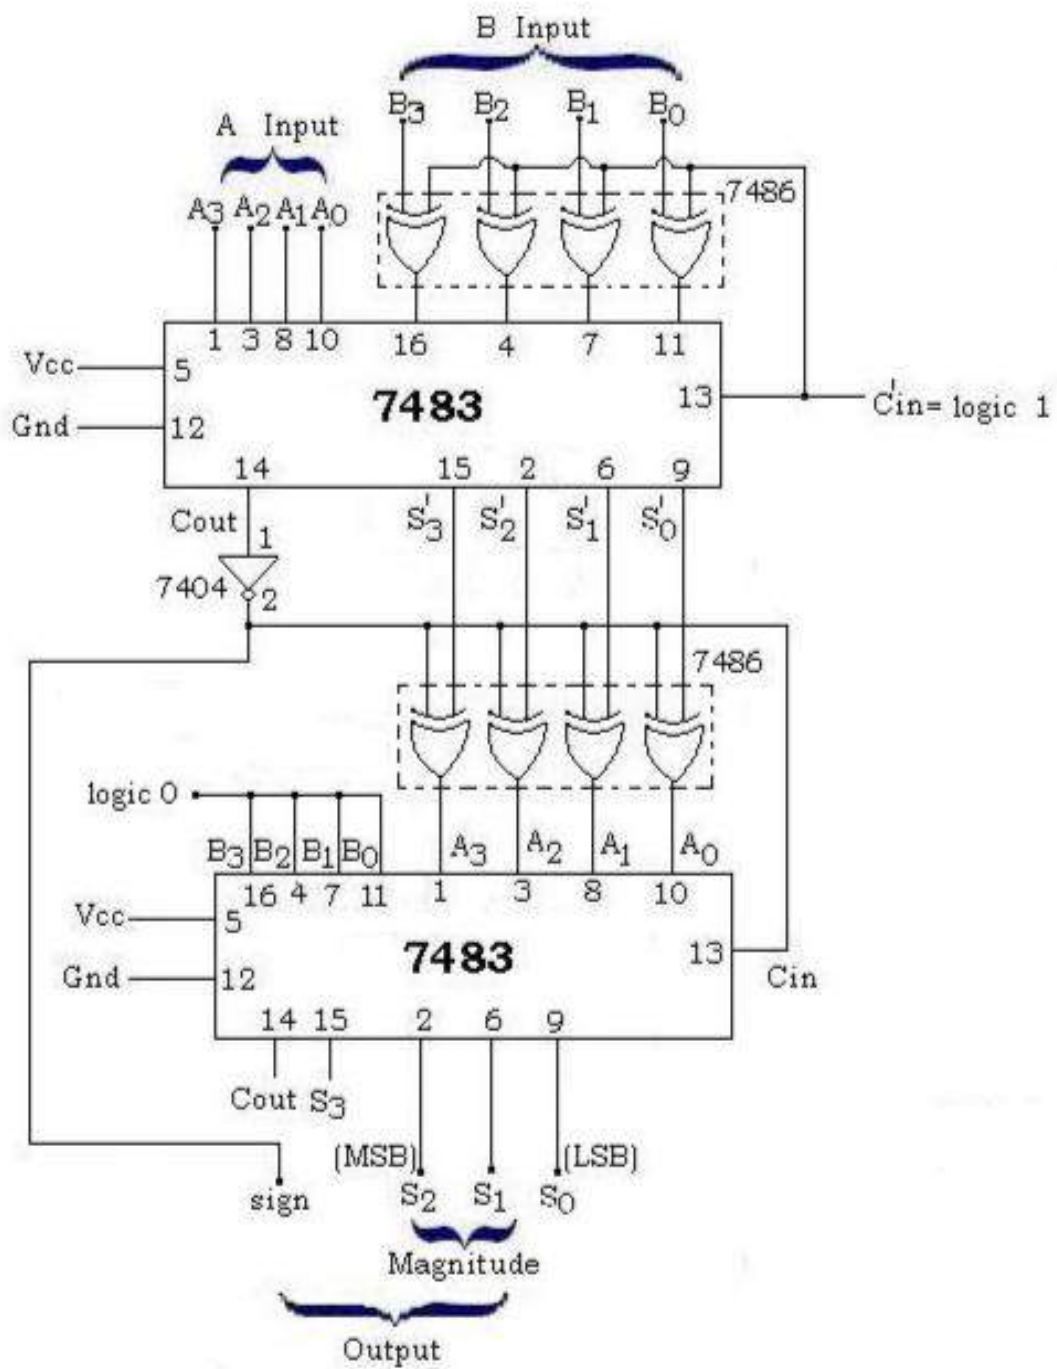 B Input
B3 B2 B1 B0
A Input
A3 A2 A1 A0
7486
1 3 8 10 16 4 7 11
Vcc 5
7483
13
C'in = logic 1
Gnd 12
14 15 2 6 9
Cout 1
S'3 S'2 S'1 S'0
7404 2
7486
logic 0
B3 B2 B1 B0 A3 A2 A1 A0
16 4 7 11 1 3 8 10
Vcc 5
7483
13
Cin
Gnd 12
14 15 2 6 9
Cout S3
(MSB) (LSB)
sign S2 S1 S0
Magnitude
Output